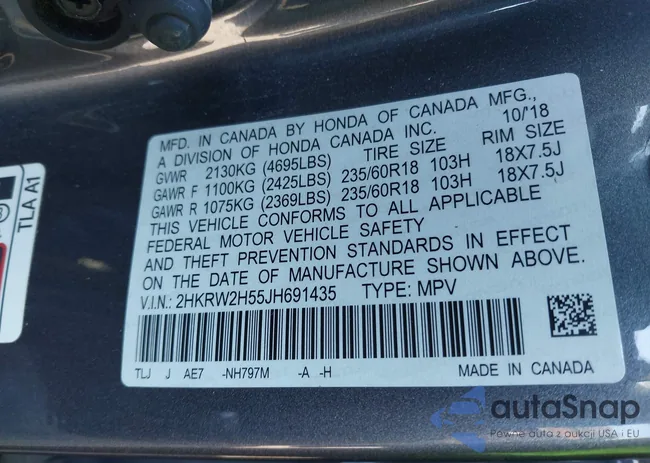 MFD. IN CANADA BY HONDA OF CANADA MFG.,
A DIVISION OF HONDA CANADA INC. 10/'18
GVWR 2130KG (4695LBS) TIRE SIZE RIM SIZE
GAWR F 1100KG (2425LBS) 235/60R18 103H 18X7.5J
GAWR R 1075KG (2369LBS) 235/60R18 103H 18X7.5J
THIS VEHICLE CONFORMS TO ALL APPLICABLE
FEDERAL MOTOR VEHICLE SAFETY
AND THEFT PREVENTION STANDARDS IN EFFECT
ON THE DATE OF MANUFACTURE SHOWN ABOVE.
V.I.N.: 2HKRW2H55JH691435 TYPE: MPV
TLJ J AE7 -NH797M -A -H MADE IN CANADA
TLA A1
autoSnap
Pewne auta z aukcji USA i EU